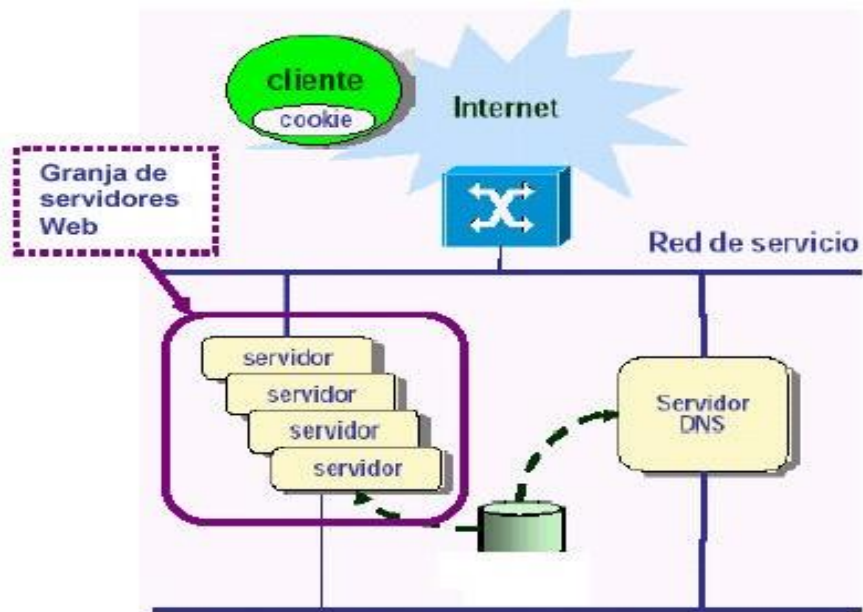 cliente
cookie
Internet
Granja de
servidores
Web
Red de servicio
servidor
servidor
servidor
servidor
Servidor
DNS